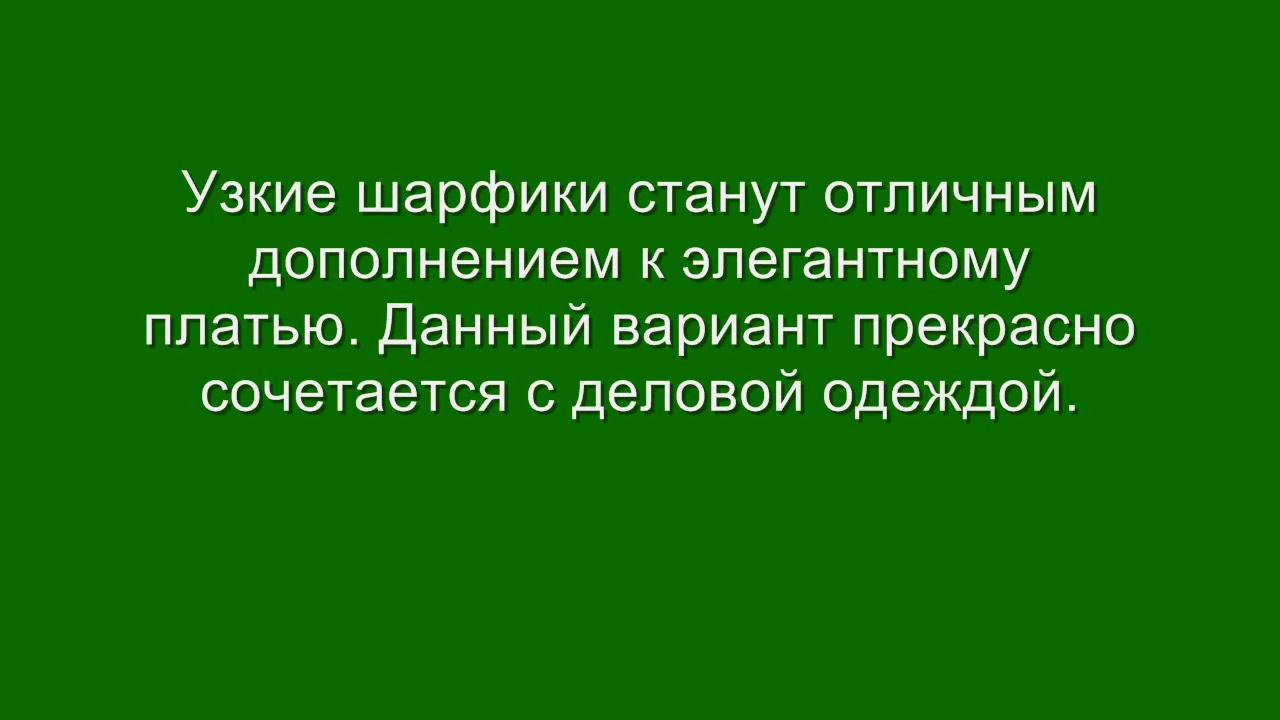 Узкие шарфики станут отличным
дополнением к элегантному
платью. Данный вариант прекрасно
сочетается с деловой одеждой.